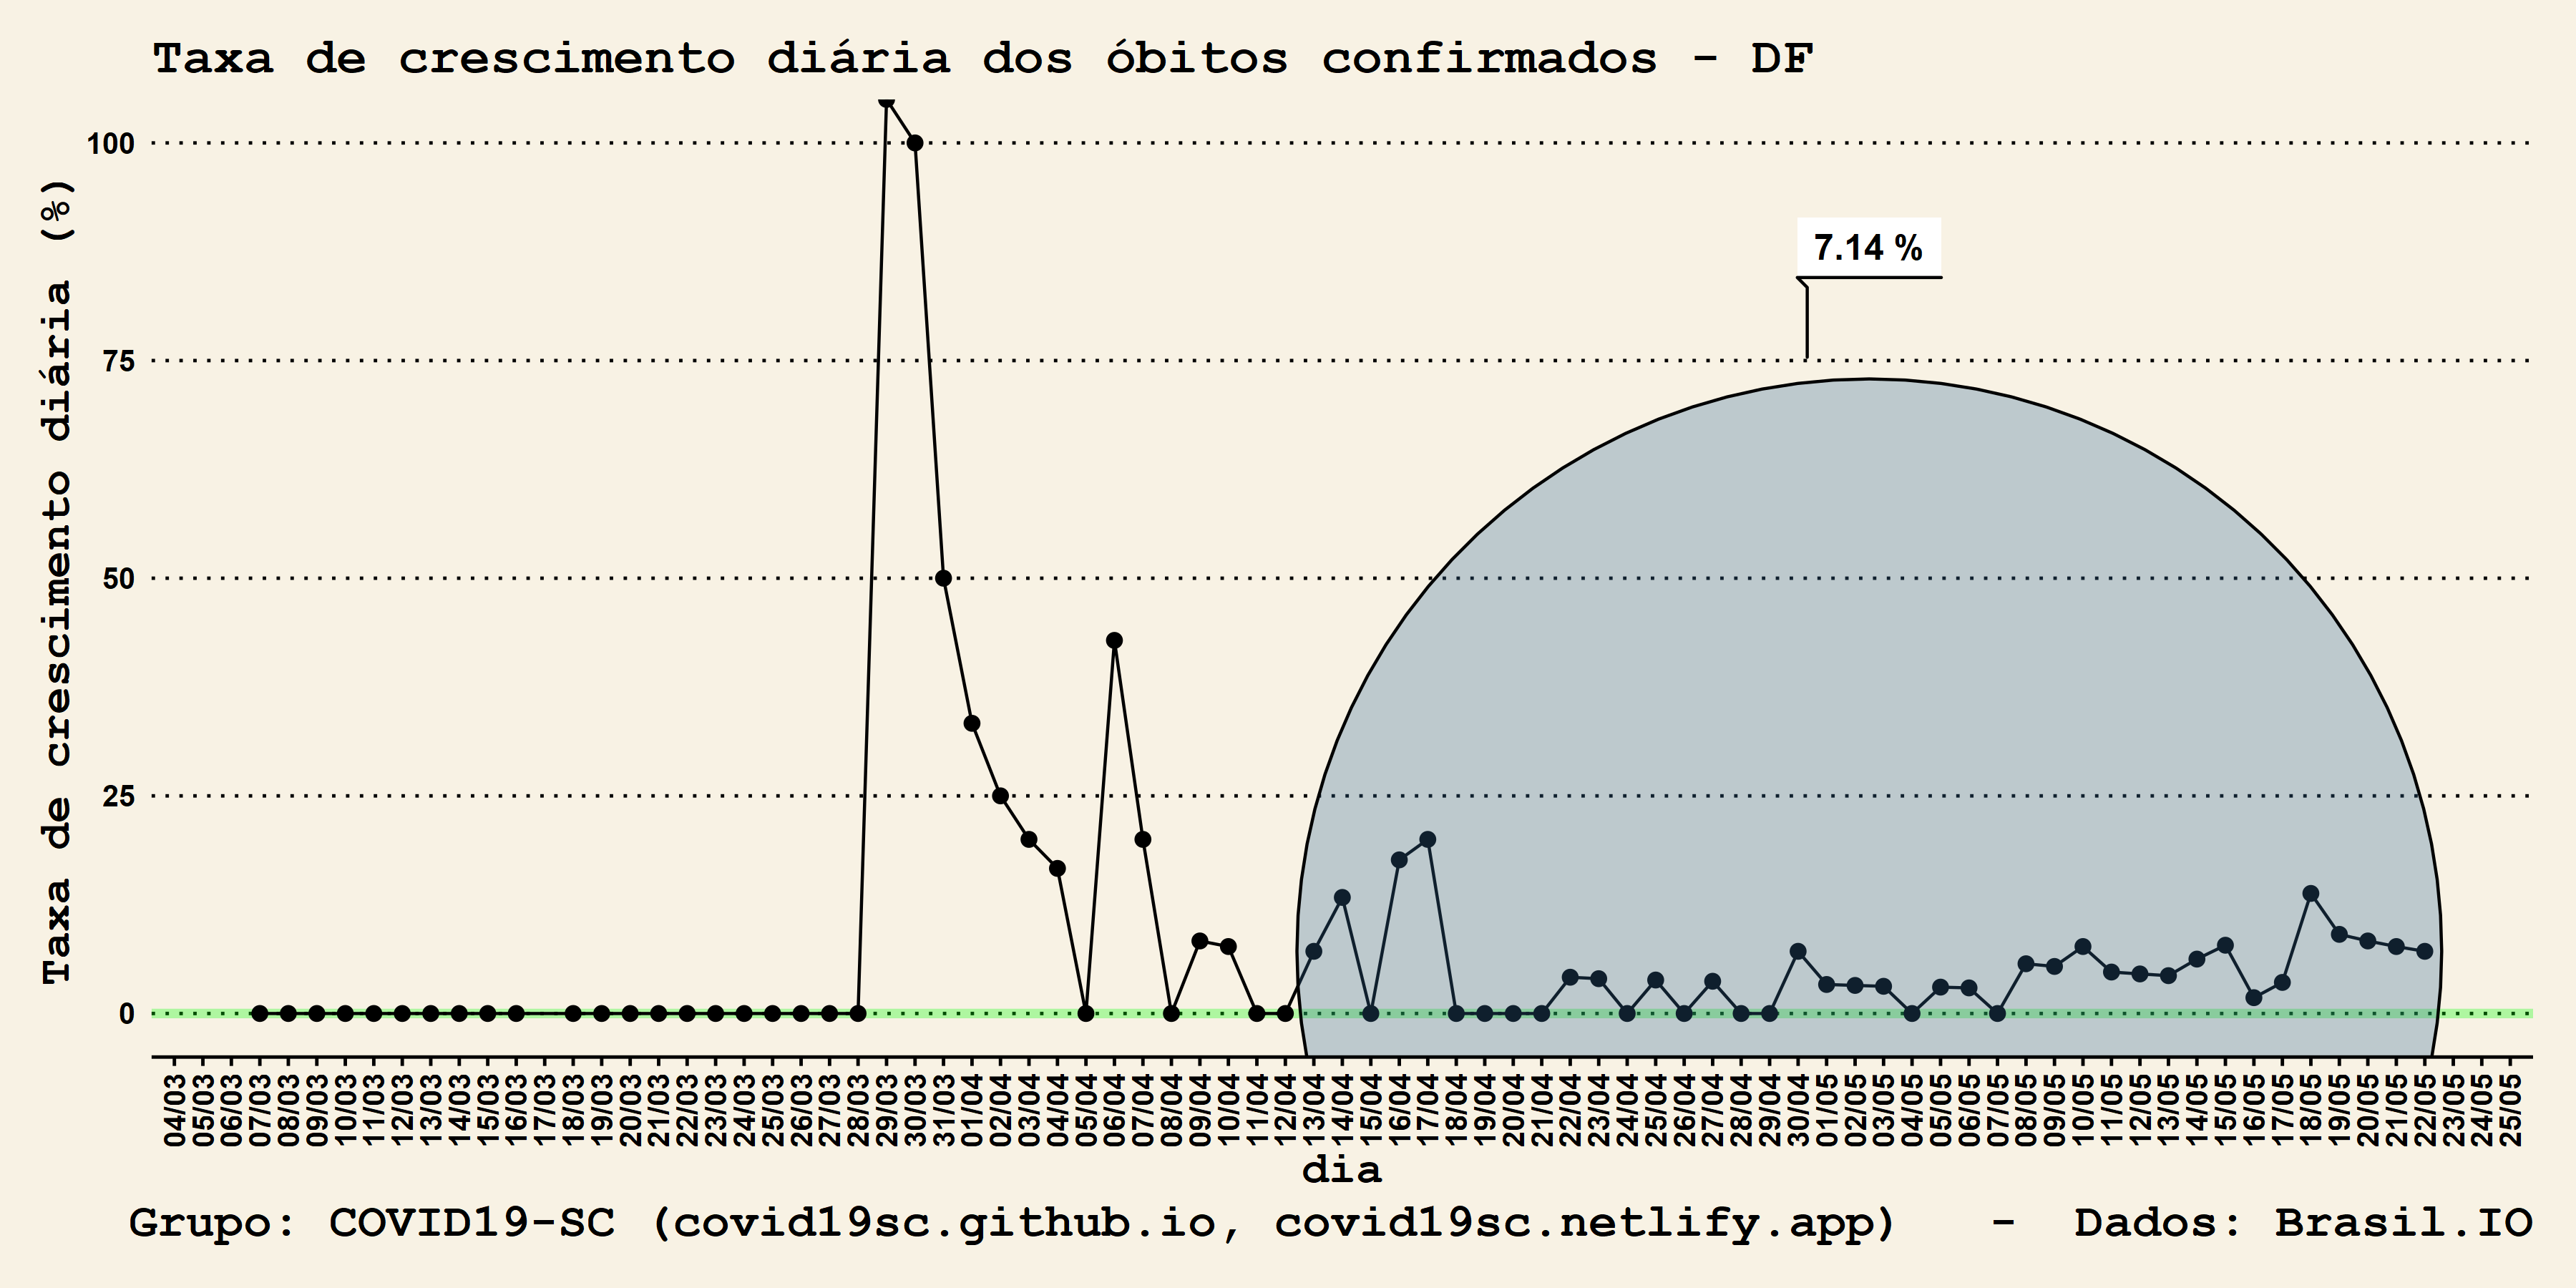 Taxa de crescimento diária dos óbitos confirmados - DF
Taxa de crescimento diária (%)
100
75
50
25
0
7.14 %
04/03 05/03 06/03 07/03 08/03 09/03 10/03 11/03 12/03 13/03 14/03 15/03 16/03 17/03 18/03 19/03 20/03 21/03 22/03 23/03 24/03 25/03 26/03 27/03 28/03 29/03 30/03 31/03 01/04 02/04 03/04 04/04 05/04 06/04 07/04 08/04 09/04 10/04 11/04 12/04 13/04 14/04 15/04 16/04 17/04 18/04 19/04 20/04 21/04 22/04 23/04 24/04 25/04 26/04 27/04 28/04 29/04 30/04 01/05 02/05 03/05 04/05 05/05 06/05 07/05 08/05 09/05 10/05 11/05 12/05 13/05 14/05 15/05 16/05 17/05 18/05 19/05 20/05 21/05 22/05 23/05 24/05 25/05
dia
Grupo: COVID19-SC (covid19sc.github.io, covid19sc.netlify.app) - Dados: Brasil.IO